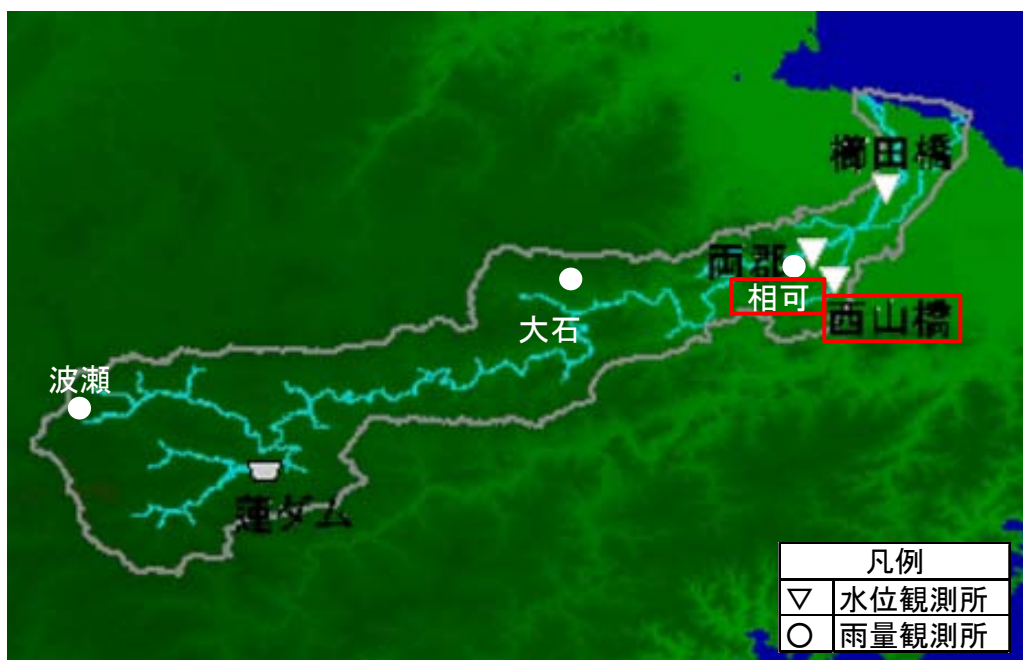 櫛田橋
両郡
相可
西山橋
大石
波瀬
蓮ダム
凡例
▽ 水位観測所
○ 雨量観測所